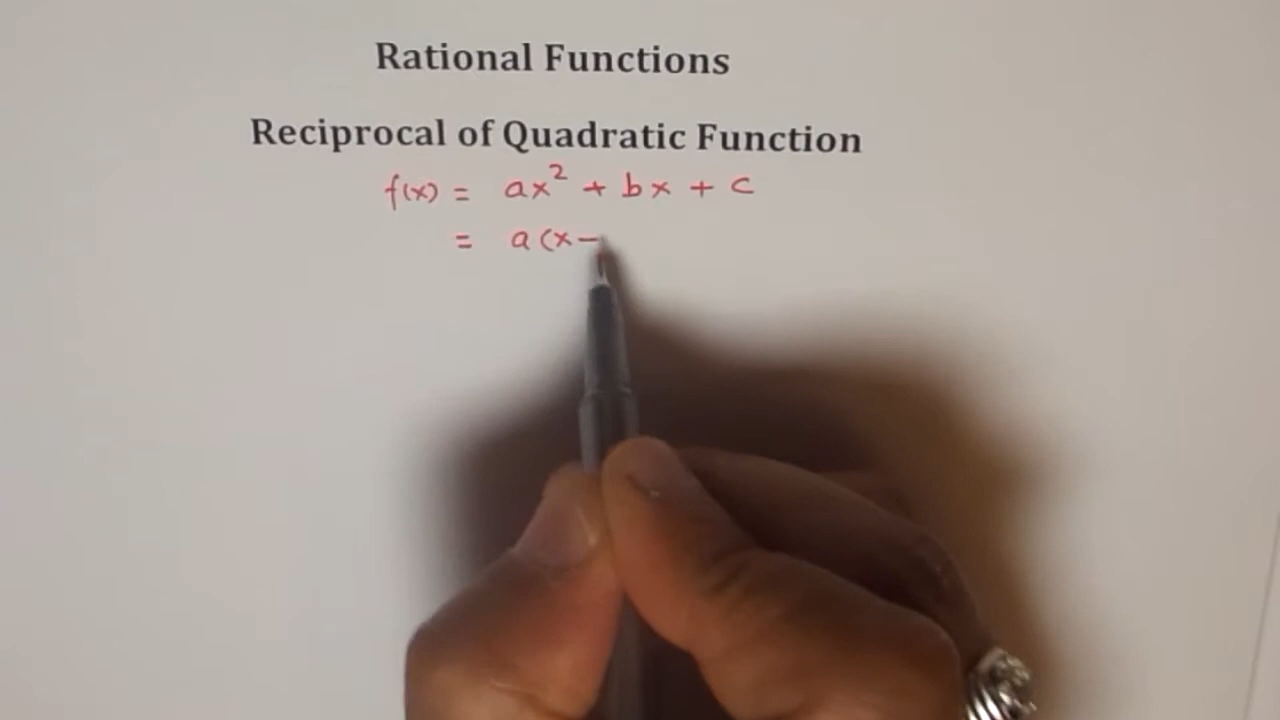 Rational Functions
Reciprocal of Quadratic Function
f(x) = ax² + bx + c
= a(x-